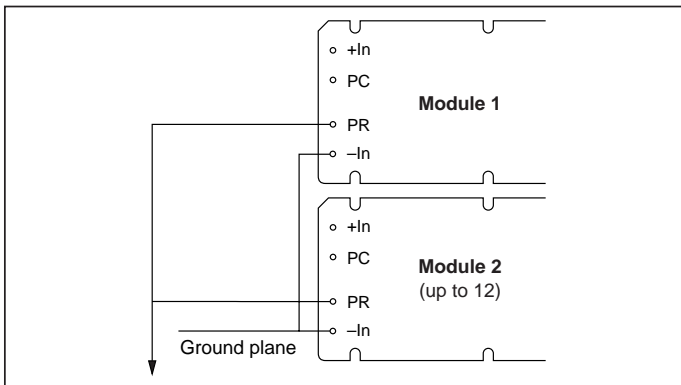 +In
PC
Module 1
PR
–In
+In
PC
Module 2
(up to 12)
PR
–In
Ground plane